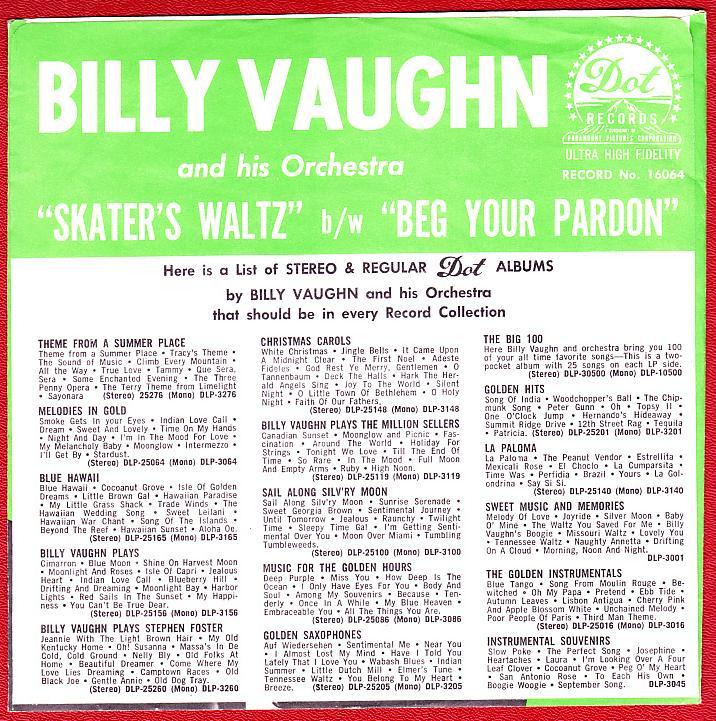 BILLY VAUGHN
and his Orchestra
Dot
RECORDS
A SUBSIDIARY OF
PARAMOUNT PICTURES CORPORATION
ULTRA HIGH FIDELITY
RECORD No. 16064
"SKATER'S WALTZ" b/w "BEG YOUR PARDON"
Here is a List of STEREO & REGULAR Dot ALBUMS
by BILLY VAUGHN and his Orchestra
that should be in every Record Collection
THEME FROM A SUMMER PLACE
Theme from a Summer Place • Tracy's Theme •
The Sound of Music • Climb Every Mountain •
All the Way • True Love • Tammy • Que Sera,
Sera • Some Enchanted Evening • The Three
Penny Opera • The Terry Theme from Limelight
• Sayonara (Stereo) 25276 (Mono) DLP-3276
MELODIES IN GOLD
Smoke Gets In your Eyes • Indian Love Call •
Dream • Sweet And Lovely • Time On My Hands
• Night And Day • I'm In The Mood For Love •
My Melancholy Baby • Moonglow • Intermezzo •
I'll Get By • Stardust.
(Stereo) DLP-25064 (Mono) DLP-3064
BLUE HAWAII
Blue Hawaii • Cocoanut Grove • Isle Of Golden
Dreams • Little Brown Gal • Hawaiian Paradise
• My Little Grass Shack • Trade Winds • The
Hawaiian Wedding Song • Sweet Leilani •
Hawaiian War Chant • Song Of The Islands •
Beyond The Reef • Hawaiian Sunset • Aloha Oe.
(Stereo) DLP-25165 (Mono) DLP-3165
BILLY VAUGHN PLAYS
Cimarron • Blue Moon • Shine On Harvest Moon
• Moonlight And Roses • Isle Of Capri • Jealous
Heart • Indian Love Call • Blueberry Hill •
Drifting And Dreaming • Moonlight Bay • Harbor
Lights • Red Sails In The Sunset • My Happi-
ness • You Can't Be True Dear.
(Stereo) DLP-25156 (Mono) DLP-3156
BILLY VAUGHN PLAYS STEPHEN FOSTER
Jeannie With The Light Brown Hair • My Old
Kentucky Home • Oh! Susanna • Massa's In De
Cold, Cold Ground • Nelly Bly • Old Folks At
Home • Beautiful Dreamer • Come Where My
Love Lies Dreaming • Camptown Races • Old
Black Joe • Gentle Annie • Old Dog Tray.
(Stereo) DLP-25260 (Mono) DLP-3260
CHRISTMAS CAROLS
White Christmas • Jingle Bells • It Came Upon
A Midnight Clear • The First Noel • Adeste
Fideles • God Rest Ye Merry, Gentlemen • O
Tannenbaum • Deck The Halls • Hark The Her-
ald Angels Sing • Joy To The World • Silent
Night • O Little Town Of Bethlehem • O Holy
Night • Faith Of Our Fathers.
(Stereo) DLP-25148 (Mono) DLP-3148
BILLY VAUGHN PLAYS THE MILLION SELLERS
Canadian Sunset • Moonglow and Picnic • Fas-
cination • Around The World • Holiday For
Strings • Tonight We Love • Till The End Of
Time • So Rare • In The Mood • Full Moon
And Empty Arms • Ruby • High Noon.
(Stereo) DLP-25119 (Mono) DLP-3119
SAIL ALONG SILV'RY MOON
Sail Along Silv'ry Moon • Sunrise Serenade •
Sweet Georgia Brown • Sentimental Journey •
Until Tomorrow • Jealous • Raunchy • Twilight
Time • Sleepy Time Gal • I'm Getting Senti-
mental Over You • Moon Over Miami • Tumbling
Tumbleweeds.
(Stereo) DLP-25100 (Mono) DLP-3100
MUSIC FOR THE GOLDEN HOURS
Deep Purple • Miss You • How Deep Is The
Ocean • I Only Have Eyes For You • Body And
Soul • Among My Souvenirs • Because • Ten-
derly • Once In A While • My Blue Heaven •
Embraceable You • All The Things You Are.
(Stereo) DLP-25086 (Mono) DLP-3086
GOLDEN SAXOPHONES
Auf Wiedersehen • Sentimental Me • Near You
• I Almost Lost My Mind • Have I Told You
Lately That I Love You • Wabash Blues • Indian
Summer • Little Dutch Mill • Elmer's Tune •
Tennessee Waltz • You Belong To My Heart •
Breeze. (Stereo) DLP-25205 (Mono) DLP-3205
THE BIG 100
Here Billy Vaughn and orchestra bring you 100
of your all time favorite songs—This is a two-
pocket album with 25 songs on each LP side.
(Stereo) DLP-30500 (Mono) DLP-10500
GOLDEN HITS
Song Of India • Woodchopper's Ball • The Chip-
munk Song • Peter Gunn • Oh • Topsy II •
One O'Clock Jump • Hernando's Hideaway •
Summit Ridge Drive • 12th Street Rag • Tequila
• Patricia. (Stereo) DLP-25201 (Mono) DLP-3201
LA PALOMA
La Paloma • The Peanut Vendor • Estrellita •
Mexicali Rose • El Choclo • La Cumparsita •
Time Was • Perfidia • Brazil • Yours • La Gol-
ondrina • Say Si Si.
(Stereo) DLP-25140 (Mono) DLP-3140
SWEET MUSIC AND MEMORIES
Melody Of Love • Joyride • Silver Moon • Baby
O' Mine • The Waltz You Saved For Me • Billy
Vaughn's Boogie • Missouri Waltz • Lovely You
• Tennessee Waltz • Naughty Annetta • Drifting
On A Cloud • Morning, Noon And Night.
DLP-3001
THE GOLDEN INSTRUMENTALS
Blue Tango • Song From Moulin Rouge • Be-
witched • Oh My Papa • Pretend • Ebb Tide •
Autumn Leaves • Lisbon Antigua • Cherry Pink
And Apple Blossom White • Unchained Melody •
Poor People Of Paris • Third Man Theme.
(Stereo) DLP-25016 (Mono) DLP-3016
INSTRUMENTAL SOUVENIRS
Slow Poke • The Perfect Song • Josephine •
Heartaches • Laura • I'm Looking Over A Four
Leaf Clover • Cocoanut Grove • Peg O' My Heart
• San Antonio Rose • To Each His Own •
Boogie Woogie • September Song. DLP-3045